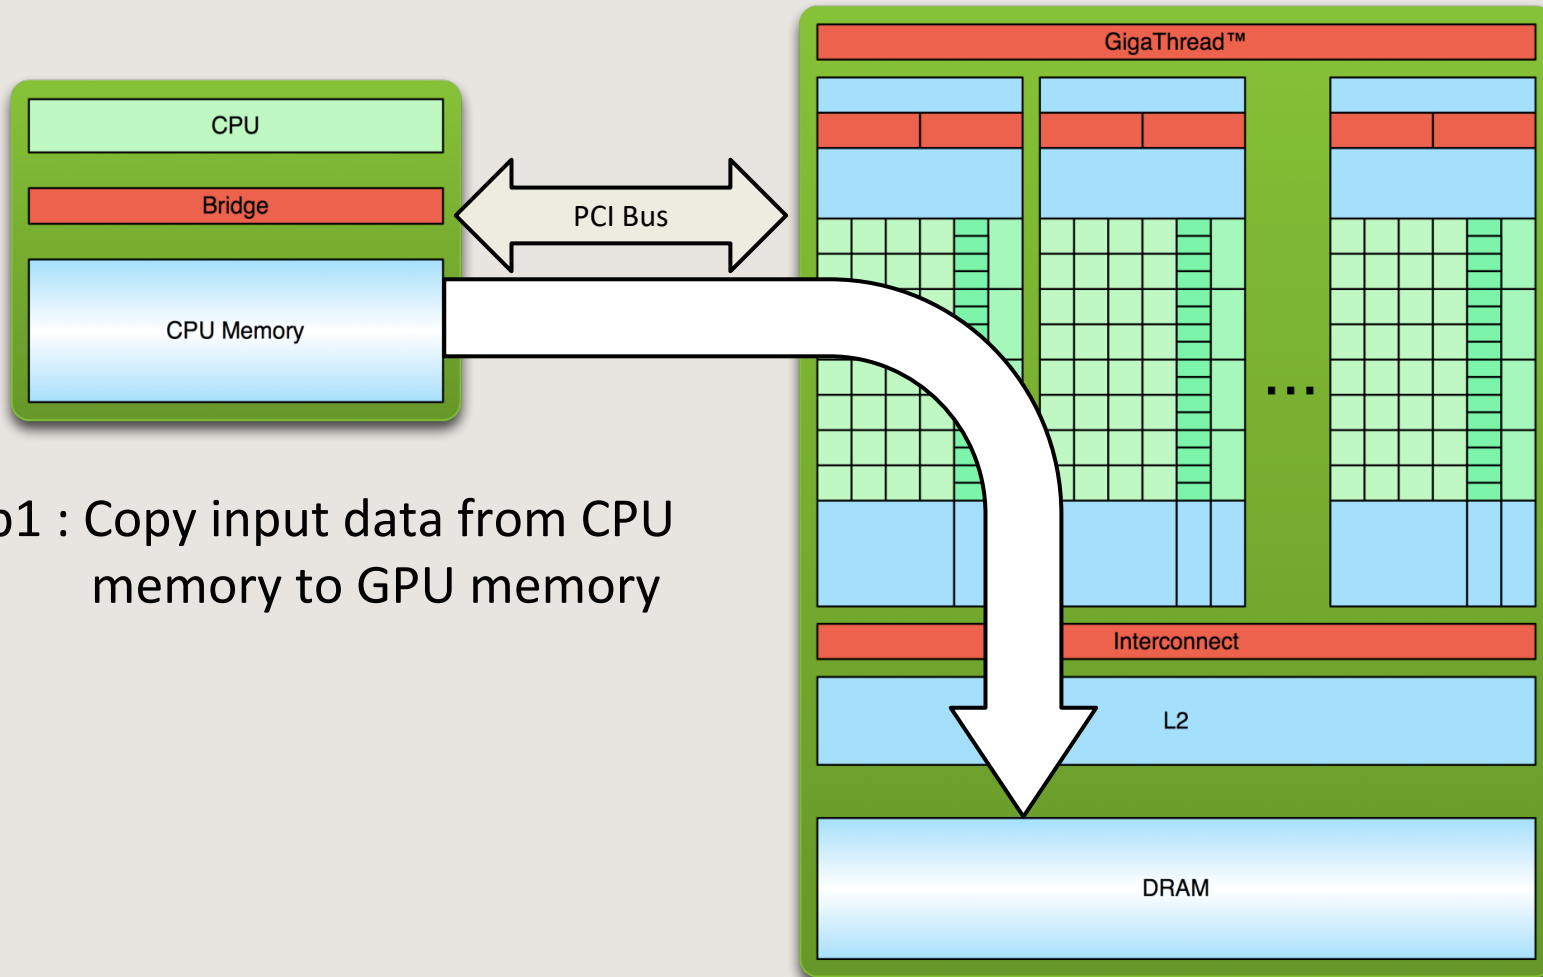 GigaThread™
CPU
Bridge
PCI Bus
CPU Memory
...
p1 : Copy input data from CPU
memory to GPU memory
Interconnect
L2
DRAM